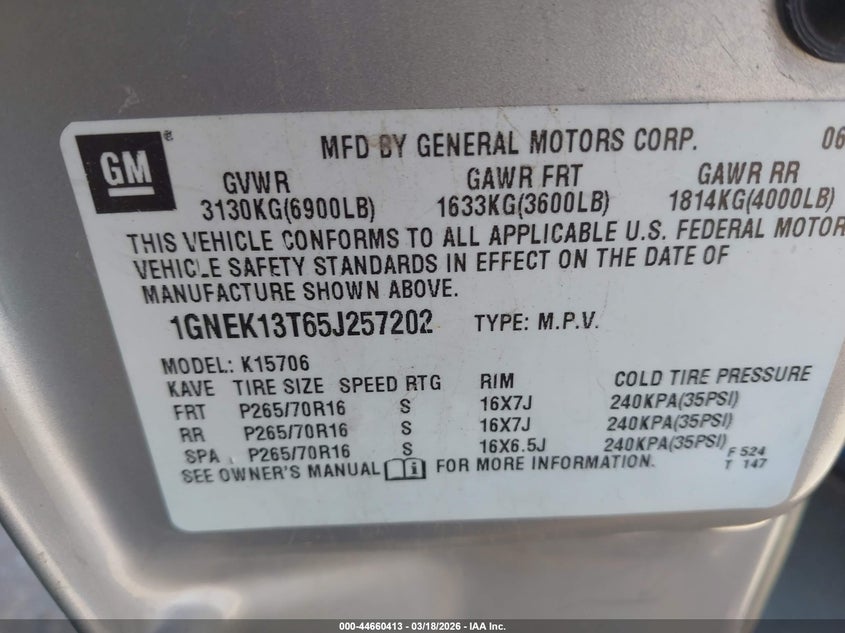 GM®
MFD BY GENERAL MOTORS CORP. 06
GVWR GAWR FRT GAWR RR
3130KG(6900LB) 1633KG(3600LB) 1814KG(4000LB)
THIS VEHICLE CONFORMS TO ALL APPLICABLE U.S. FEDERAL MOTOR
VEHICLE SAFETY STANDARDS IN EFFECT ON THE DATE OF
MANUFACTURE SHOWN ABOVE.
1GNEK13T65J257202 TYPE: M.P.V.
MODEL: K15706
KAVE TIRE SIZE SPEED RTG RIM COLD TIRE PRESSURE
FRT P265/70R16 S 16X7J 240KPA(35PSI)
RR P265/70R16 S 16X7J 240KPA(35PSI)
SPA P265/70R16 S 16X6.5J 240KPA(35PSI)
SEE OWNER'S MANUAL i FOR MORE INFORMATION.
F 524
T 147
000-44660413 - 03/18/2026 - IAA Inc.